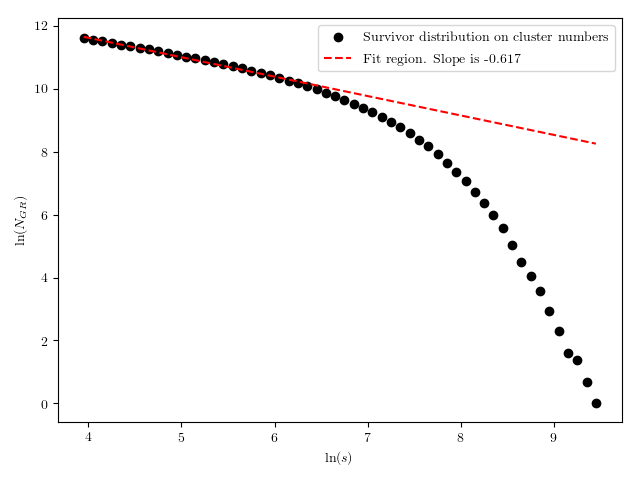 12
10
8
6
4
2
0
ln(N_{GR})
Survivor distribution on cluster numbers
Fit region. Slope is -0.617
4 5 6 7 8 9
ln(s)